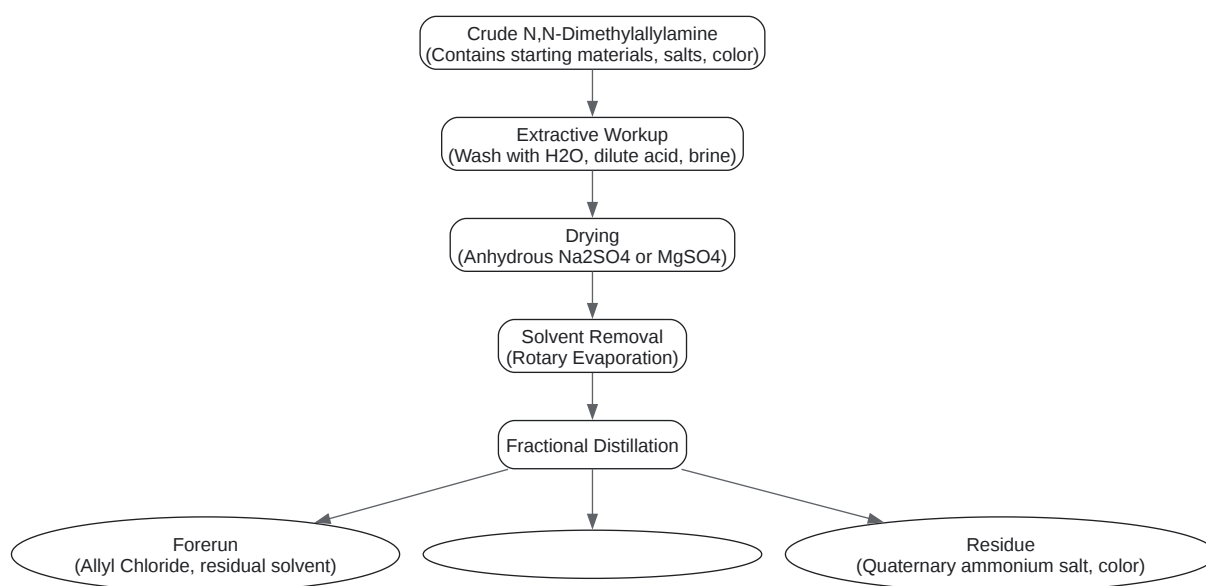 Crude N,N-Dimethylallylamine
(Contains starting materials, salts, color)
Extractive Workup
(Wash with H2O, dilute acid, brine)
Drying
(Anhydrous Na2SO4 or MgSO4)
Solvent Removal
(Rotary Evaporation)
Fractional Distillation
Forerun
(Allyl Chloride, residual solvent)
Residue
(Quaternary ammonium salt, color)